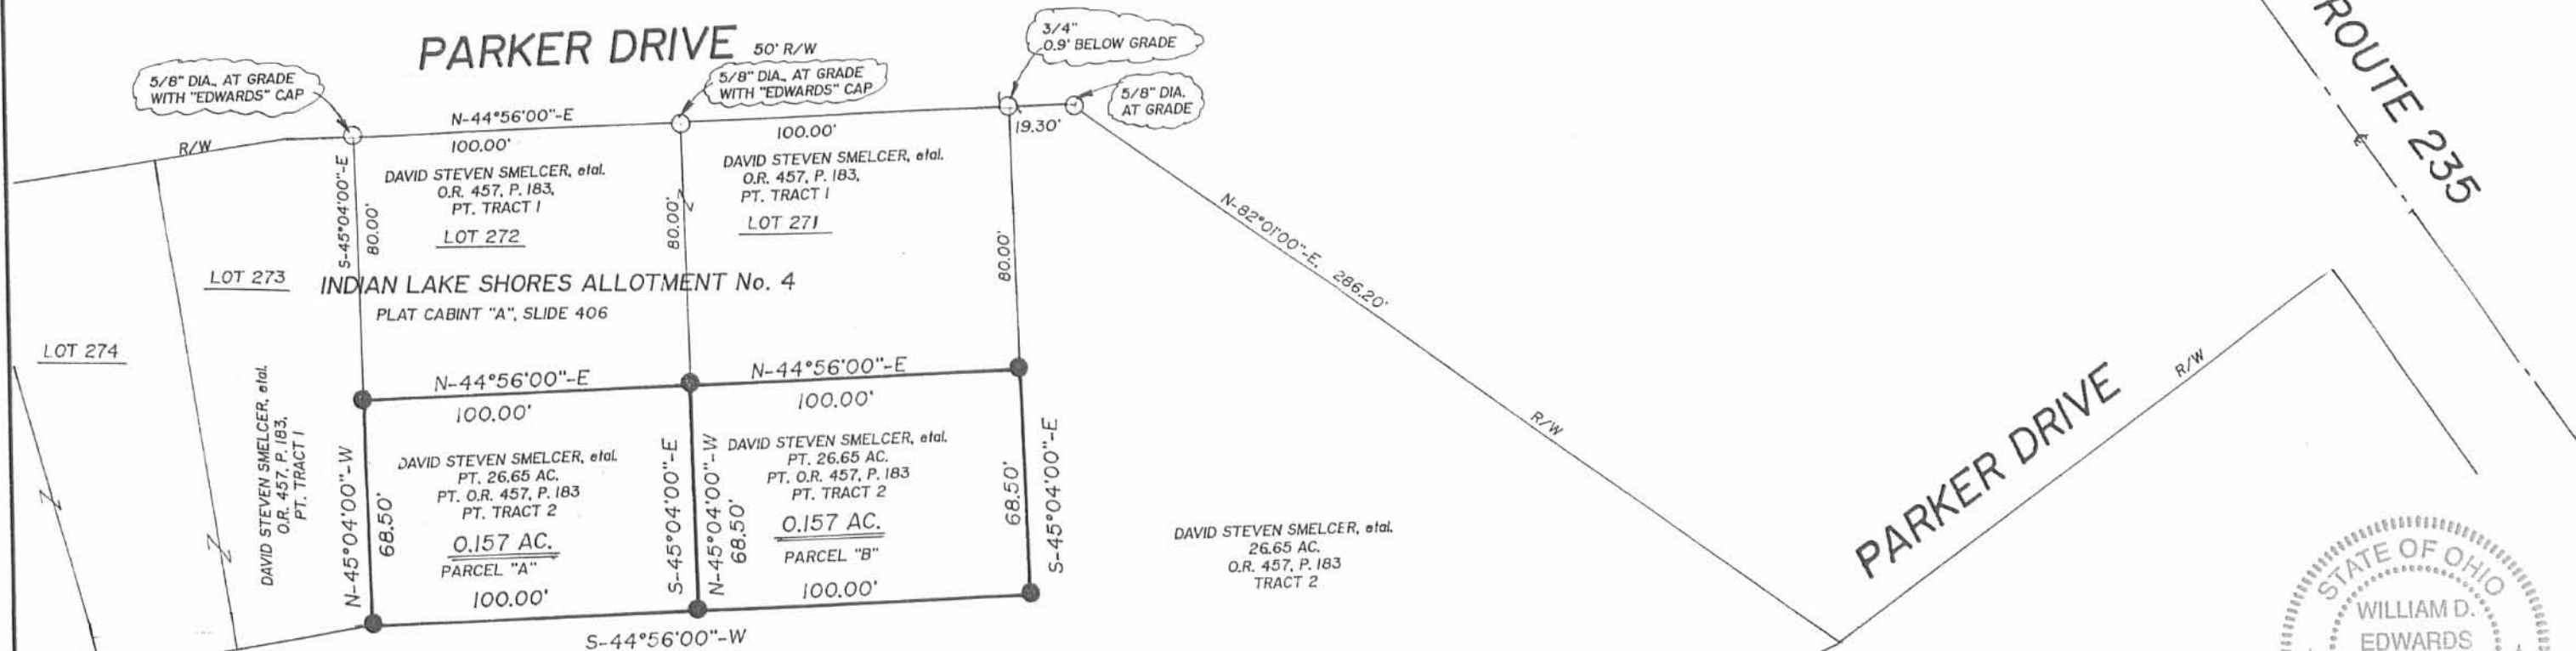 PARKER DRIVE 50' R/W
5/8" DIA., AT GRADE
WITH "EDWARDS" CAP
5/8" DIA., AT GRADE
WITH "EDWARDS" CAP
3/4"
0.9' BELOW GRADE
5/8" DIA.
AT GRADE
ROUTE 235
R/W
N-44°56'00"-E
100.00'
100.00'
19.30'
S-45°04'00"-E
80.00'
DAVID STEVEN SMELCER, etal.
O.R. 457, P. 183,
PT. TRACT 1
LOT 272
80.00'
DAVID STEVEN SMELCER, etal.
O.R. 457, P. 183,
PT. TRACT 1
LOT 271
80.00'
N-82°01'00"-E, 286.20'
R/W
LOT 273
INDIAN LAKE SHORES ALLOTMENT No. 4
PLAT CABINT "A", SLIDE 406
LOT 274
DAVID STEVEN SMELCER, etal.
O.R. 457, P. 183,
PT. TRACT 1
N-44°56'00"-E
100.00'
N-44°56'00"-E
100.00'
N-45°04'00"-W
68.50'
DAVID STEVEN SMELCER, etal.
PT. 26.65 AC.
PT. O.R. 457, P. 183
PT. TRACT 2
0.157 AC.
PARCEL "A"
100.00'
S-45°04'00"-E
N-45°04'00"-W
68.50'
DAVID STEVEN SMELCER, etal.
PT. 26.65 AC.
PT. O.R. 457, P. 183
PT. TRACT 2
0.157 AC.
PARCEL "B"
100.00'
68.50'
S-45°04'00"-E
S-44°56'00"-W
DAVID STEVEN SMELCER, etal.
26.65 AC.
O.R. 457, P. 183
TRACT 2
PARKER DRIVE
R/W
STATE OF OHIO
WILLIAM D.
EDWARDS